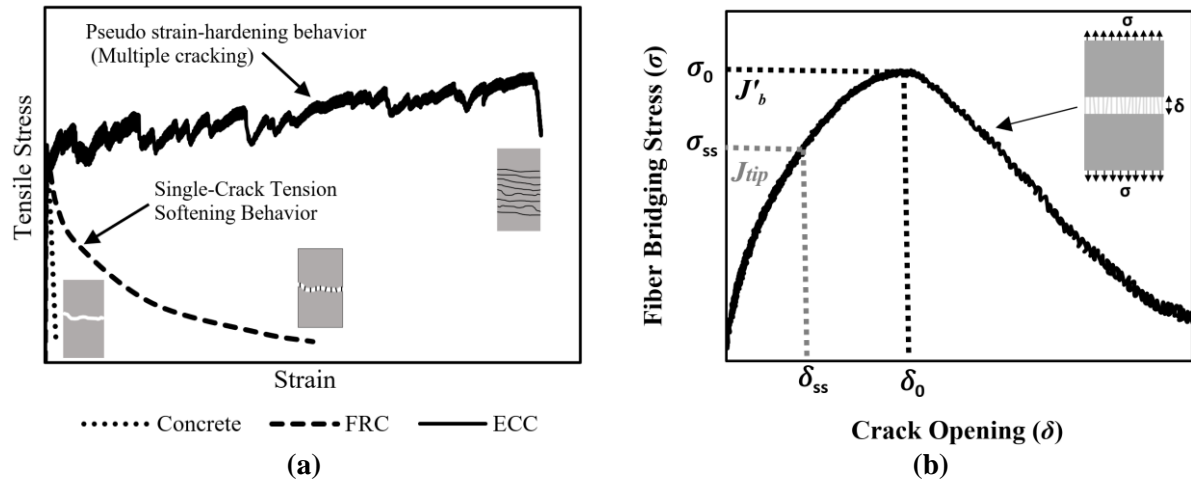 Pseudo strain-hardening behavior
(Multiple cracking)
Single-Crack Tension
Softening Behavior
Tensile Stress
Strain
Concrete
FRC
ECC
(a)
σ
σ₀
J'b
σss
Jtip
δ
σ
Fiber Bridging Stress (σ)
δss
δ₀
Crack Opening (δ)
(b)